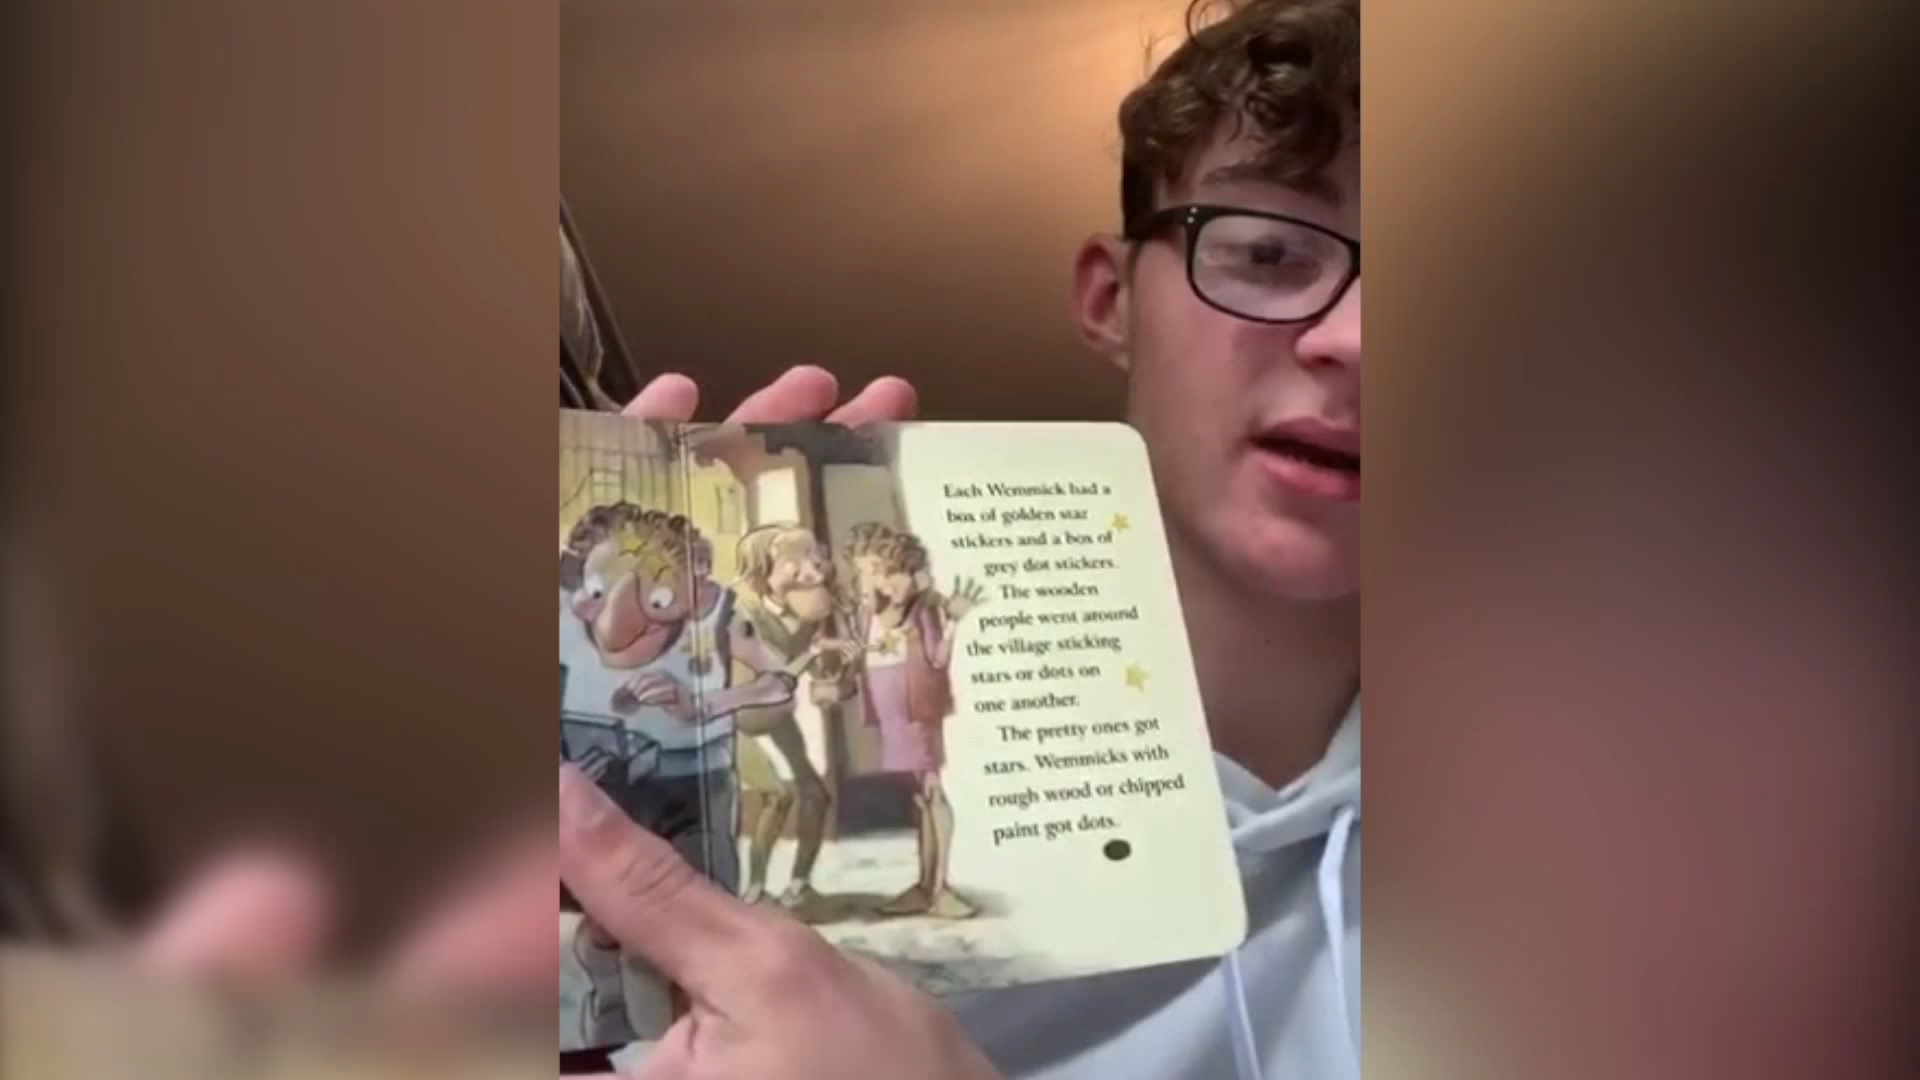 Each Wemmick had a
box of golden star
stickers and a box of
grey dot stickers.
The wooden
people went around
the village sticking
stars or dots on
one another.
The pretty ones got
stars. Wemmicks with
rough wood or chipped
paint got dots.